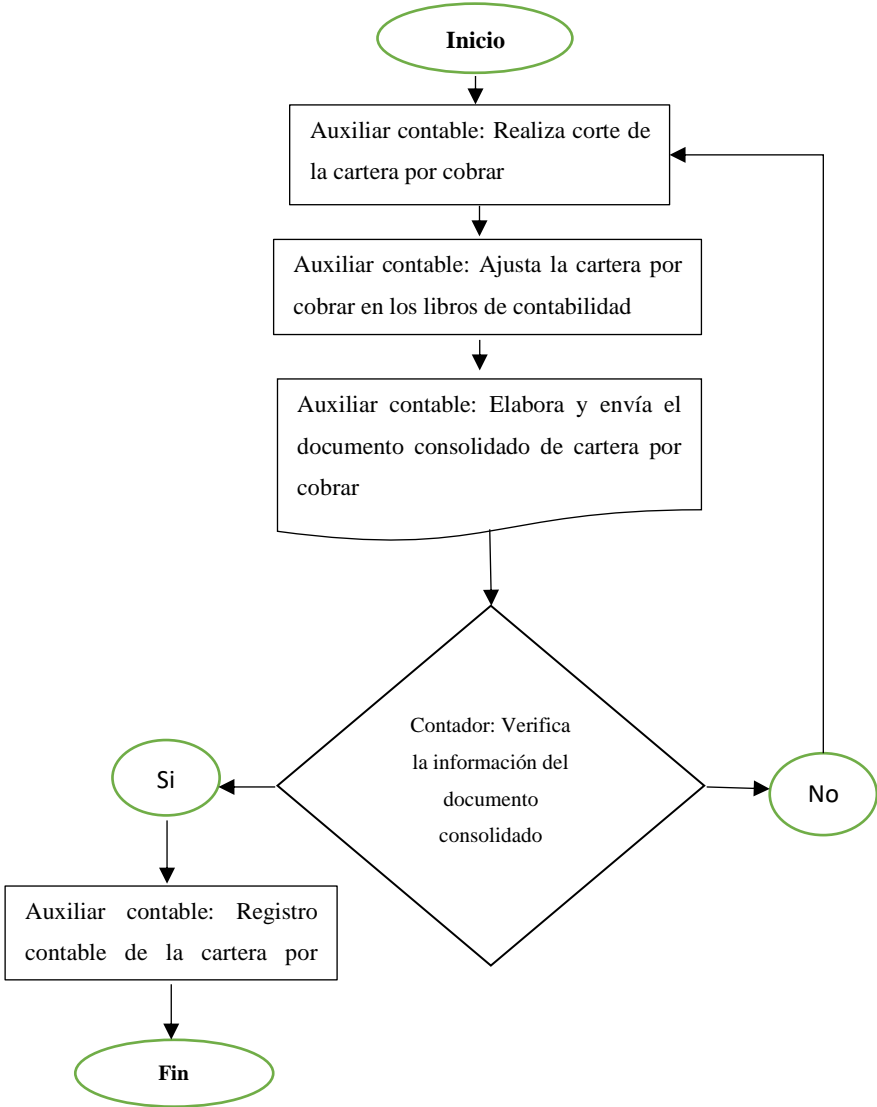 Inicio
Auxiliar contable: Realiza corte de
la cartera por cobrar
Auxiliar contable: Ajusta la cartera por
cobrar en los libros de contabilidad
Auxiliar contable: Elabora y envía el
documento consolidado de cartera por
cobrar
Contador: Verifica
la información del
documento
consolidado
Si
No
Auxiliar contable: Registro
contable de la cartera por
Fin